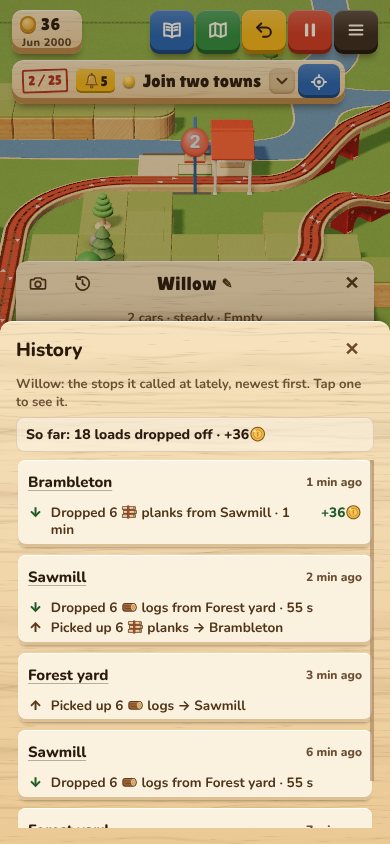 36
Jun 2000
2 / 25
5
Join two towns
2
Willow
2 cars · steady · Empty
History
Willow: the stops it called at lately, newest first. Tap one
to see it.
So far: 18 loads dropped off · +36
Brambleton
1 min ago
Dropped 6 planks from Sawmill · 1
min
+36
Sawmill
2 min ago
Dropped 6 logs from Forest yard · 55 s
Picked up 6 planks → Brambleton
Forest yard
3 min ago
Picked up 6 logs → Sawmill
Sawmill
6 min ago
Dropped 6 logs from Forest yard · 55 s
Forest yard